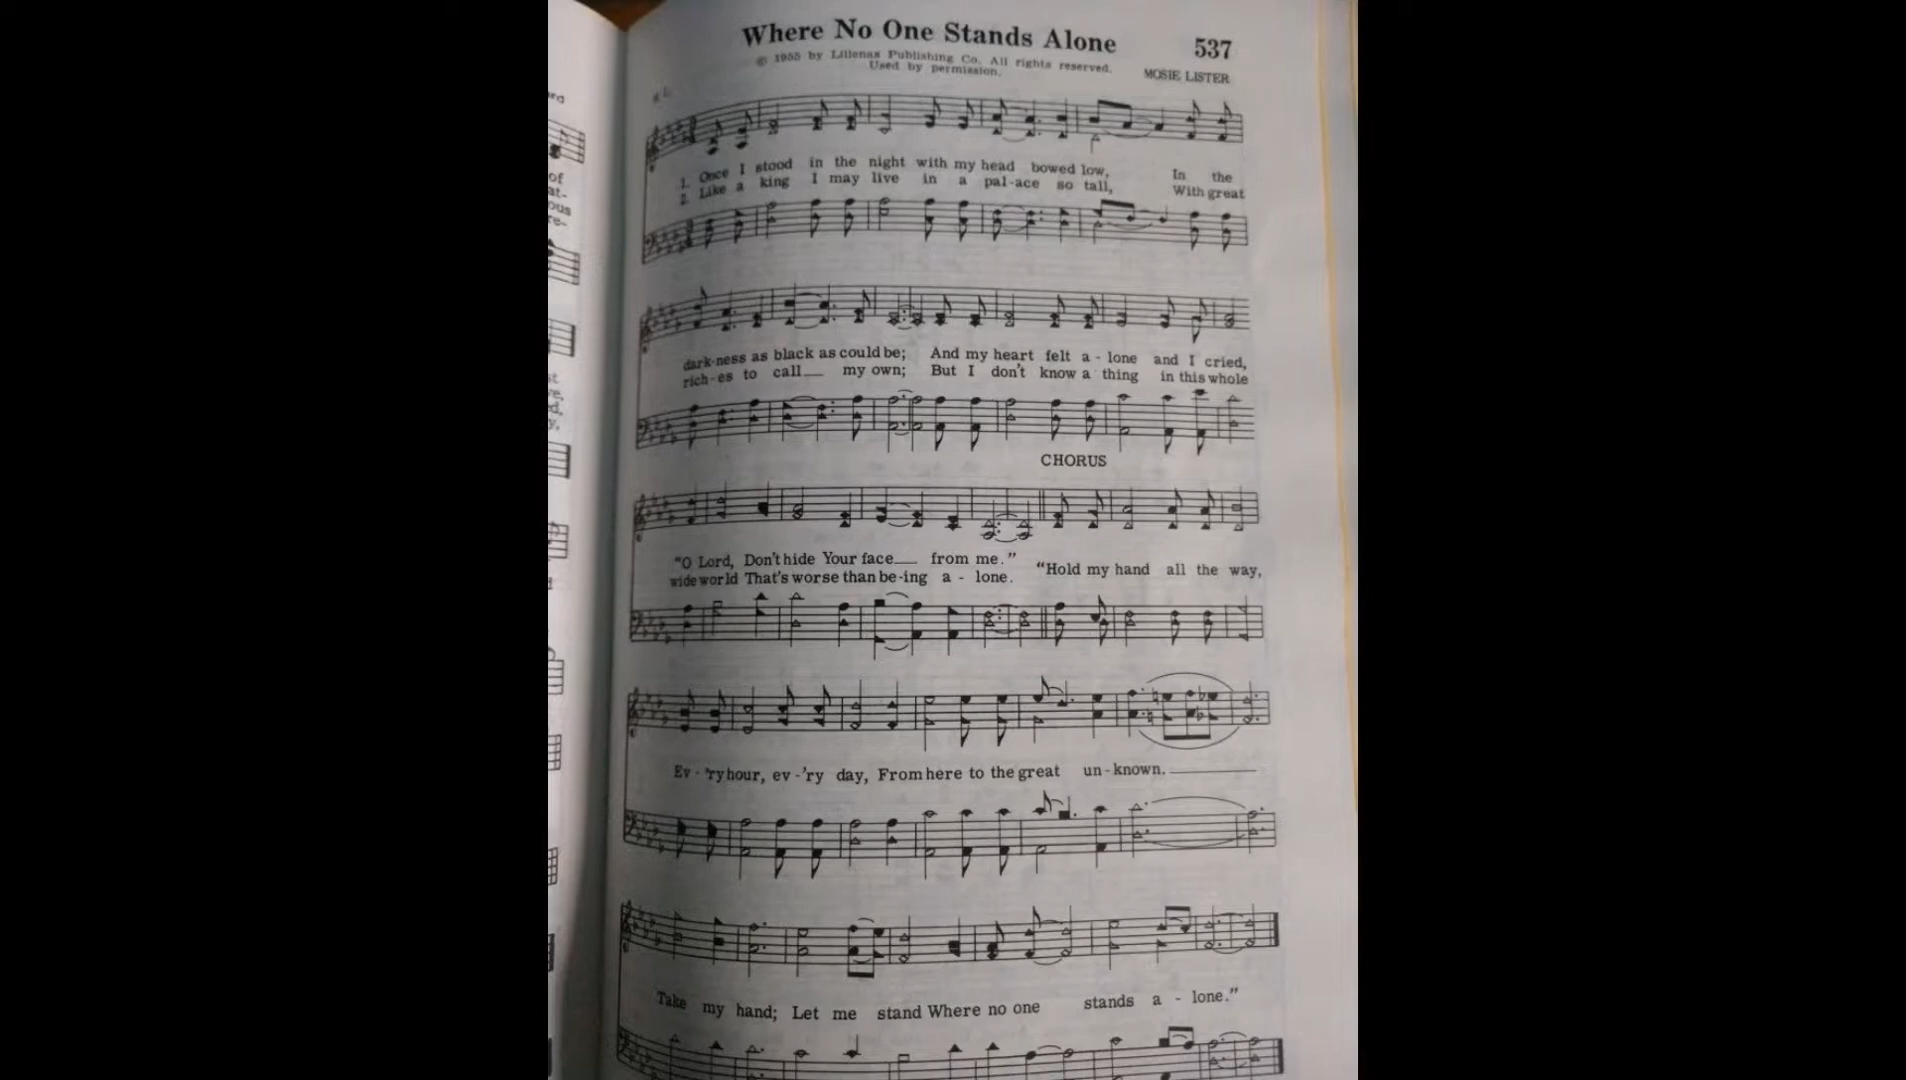 Where No One Stands Alone
537
© 1955 by Lillenas Publishing Co. All rights reserved.
Used by permission.
MOSIE LISTER
1. Once I stood in the night with my head bowed low, In the
2. Like a king I may live in a pal-ace so tall, With great
dark-ness as black as could be; And my heart felt a - lone and I cried,
rich-es to call my own; But I don't know a thing in this whole
CHORUS
"O Lord, Don't hide Your face from me." "Hold my hand all the way,
wide world That's worse than be-ing a - lone.
Ev - 'ry hour, ev -'ry day, From here to the great un-known.
Take my hand; Let me stand Where no one stands a - lone."
of
at-
ous
re-